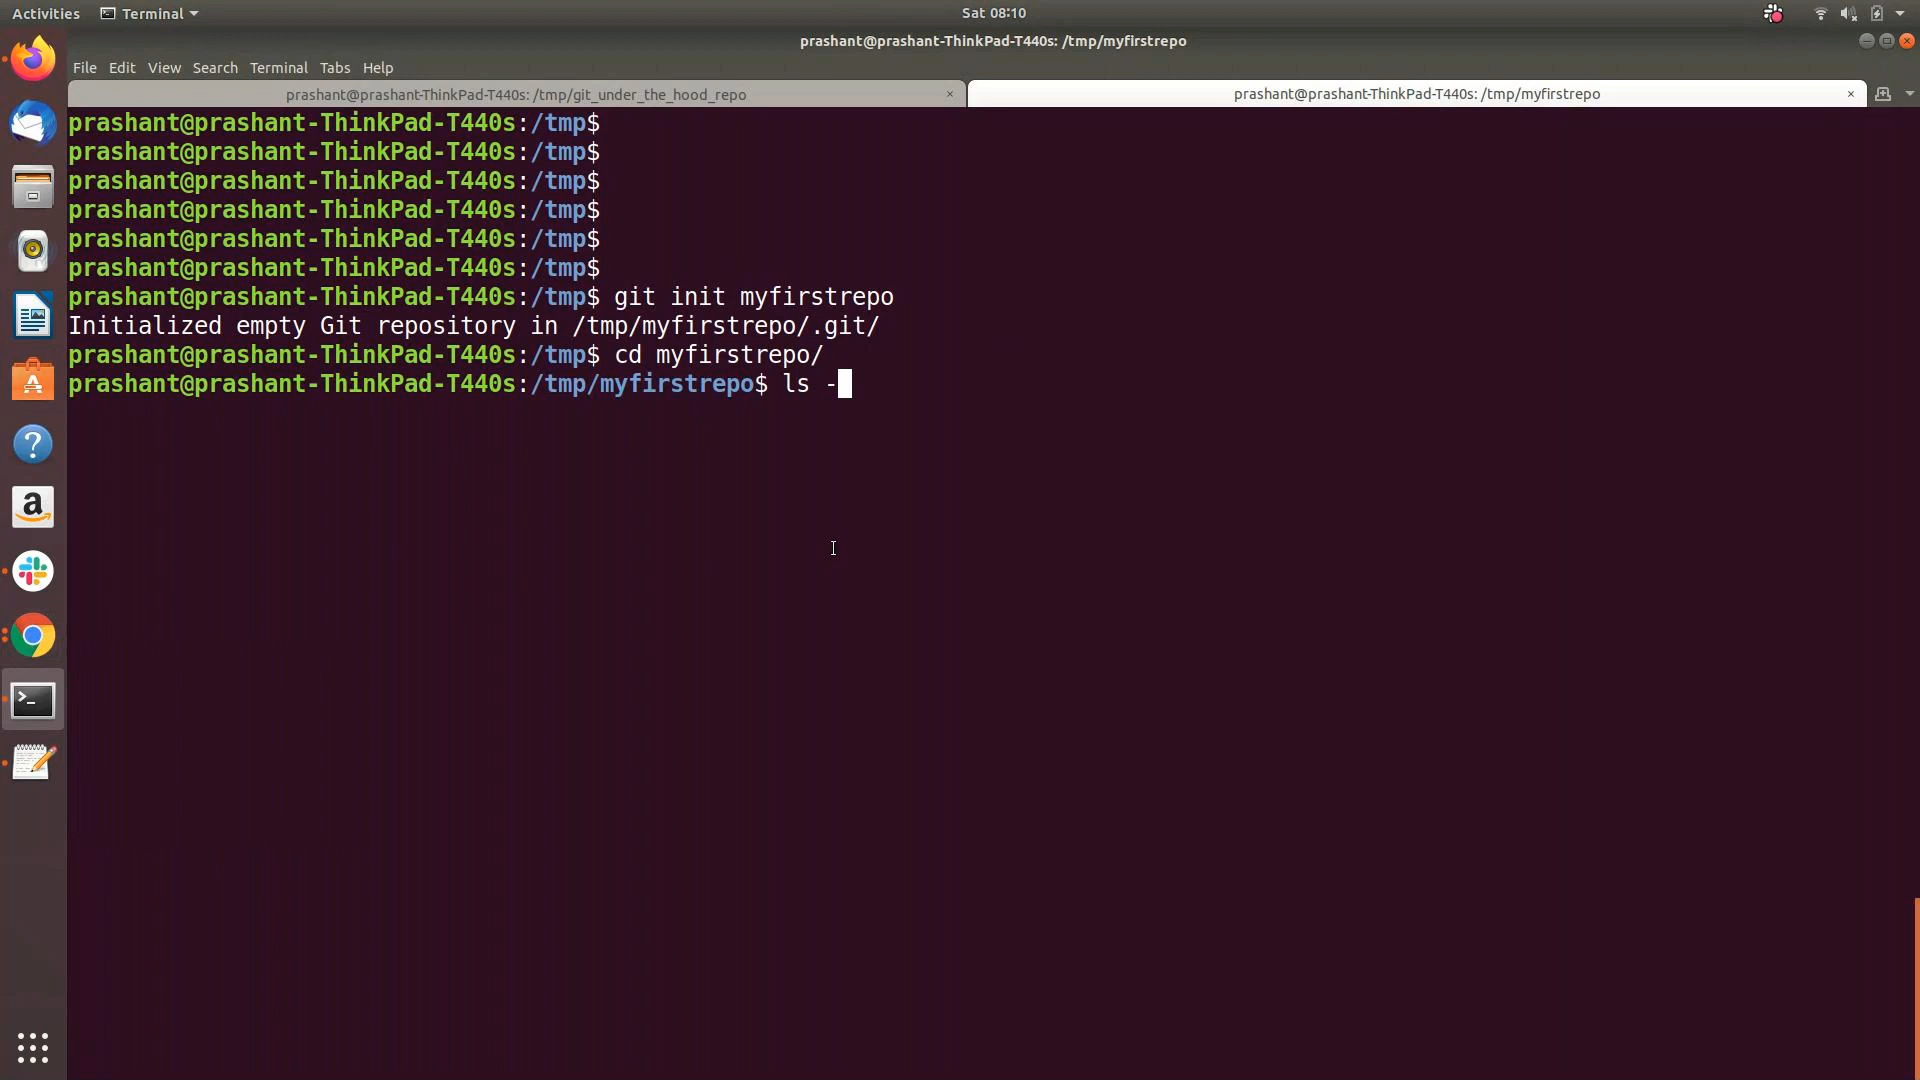 Activities Terminal Sat 08:10
prashant@prashant-ThinkPad-T440s: /tmp/myfirstrepo
File Edit View Search Terminal Tabs Help
prashant@prashant-ThinkPad-T440s: /tmp/git_under_the_hood_repo × prashant@prashant-ThinkPad-T440s: /tmp/myfirstrepo ×
prashant@prashant-ThinkPad-T440s:/tmp$
prashant@prashant-ThinkPad-T440s:/tmp$
prashant@prashant-ThinkPad-T440s:/tmp$
prashant@prashant-ThinkPad-T440s:/tmp$
prashant@prashant-ThinkPad-T440s:/tmp$
prashant@prashant-ThinkPad-T440s:/tmp$
prashant@prashant-ThinkPad-T440s:/tmp$ git init myfirstrepo
Initialized empty Git repository in /tmp/myfirstrepo/.git/
prashant@prashant-ThinkPad-T440s:/tmp$ cd myfirstrepo/
prashant@prashant-ThinkPad-T440s:/tmp/myfirstrepo$ ls -